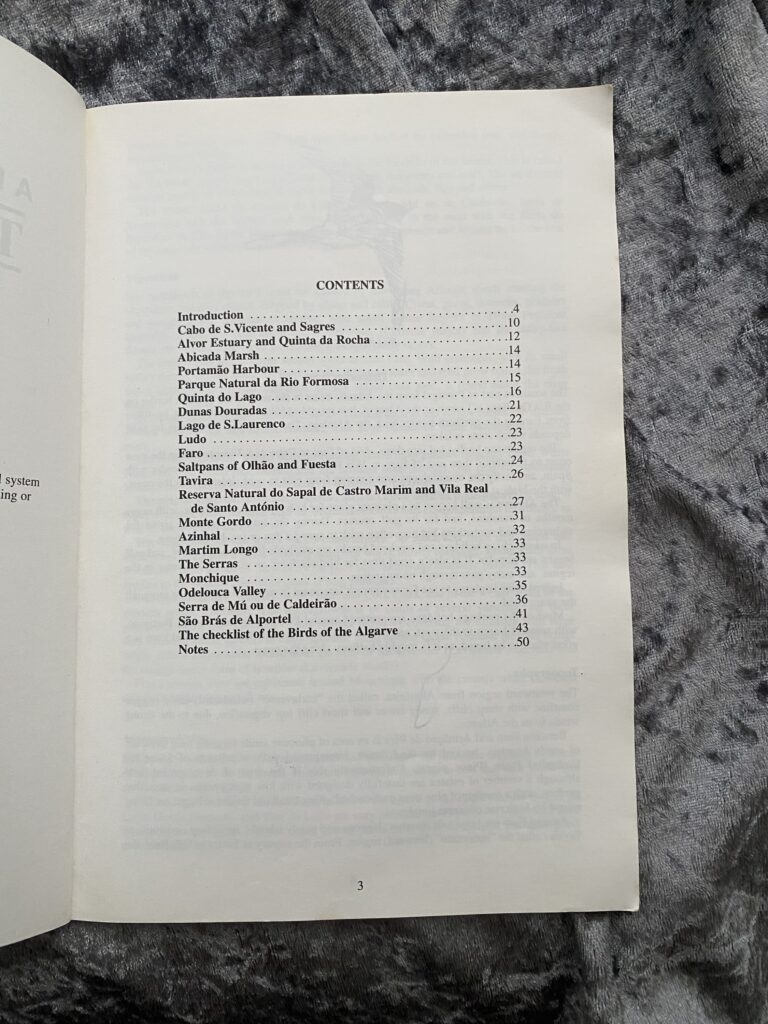 system
ing or
CONTENTS
Introduction . . . . . . . . . . . . . . . . . . . . . . . . . . . . . . . . . . . . . . . .4
Cabo de S.Vicente and Sagres . . . . . . . . . . . . . . . . . . . . . . . . .10
Alvor Estuary and Quinta da Rocha . . . . . . . . . . . . . . . . . . . .12
Abicada Marsh . . . . . . . . . . . . . . . . . . . . . . . . . . . . . . . . . . . . .14
Portamão Harbour . . . . . . . . . . . . . . . . . . . . . . . . . . . . . . . . . .14
Parque Natural da Rio Formosa . . . . . . . . . . . . . . . . . . . . . . .15
Quinta do Lago . . . . . . . . . . . . . . . . . . . . . . . . . . . . . . . . . . . .16
Dunas Douradas . . . . . . . . . . . . . . . . . . . . . . . . . . . . . . . . . . . .21
Lago de S.Laurenco . . . . . . . . . . . . . . . . . . . . . . . . . . . . . . . . .22
Ludo . . . . . . . . . . . . . . . . . . . . . . . . . . . . . . . . . . . . . . . . . . . .23
Faro . . . . . . . . . . . . . . . . . . . . . . . . . . . . . . . . . . . . . . . . . . . . .23
Saltpans of Olhão and Fuesta . . . . . . . . . . . . . . . . . . . . . . . . .24
Tavira . . . . . . . . . . . . . . . . . . . . . . . . . . . . . . . . . . . . . . . . . . .26
Reserva Natural do Sapal de Castro Marim and Vila Real
de Santo António . . . . . . . . . . . . . . . . . . . . . . . . . . . . . . . . .27
Monte Gordo . . . . . . . . . . . . . . . . . . . . . . . . . . . . . . . . . . . . . .31
Azinhal . . . . . . . . . . . . . . . . . . . . . . . . . . . . . . . . . . . . . . . . . .32
Martim Longo . . . . . . . . . . . . . . . . . . . . . . . . . . . . . . . . . . . . .33
The Serras . . . . . . . . . . . . . . . . . . . . . . . . . . . . . . . . . . . . . . . .33
Monchique . . . . . . . . . . . . . . . . . . . . . . . . . . . . . . . . . . . . . . . .33
Odelouca Valley . . . . . . . . . . . . . . . . . . . . . . . . . . . . . . . . . . . .35
Serra de Mú ou de Caldeirão . . . . . . . . . . . . . . . . . . . . . . . . . .36
São Brás de Alportel . . . . . . . . . . . . . . . . . . . . . . . . . . . . . . . .41
The checklist of the Birds of the Algarve . . . . . . . . . . . . . . . .43
Notes . . . . . . . . . . . . . . . . . . . . . . . . . . . . . . . . . . . . . . . . . . . .50
3